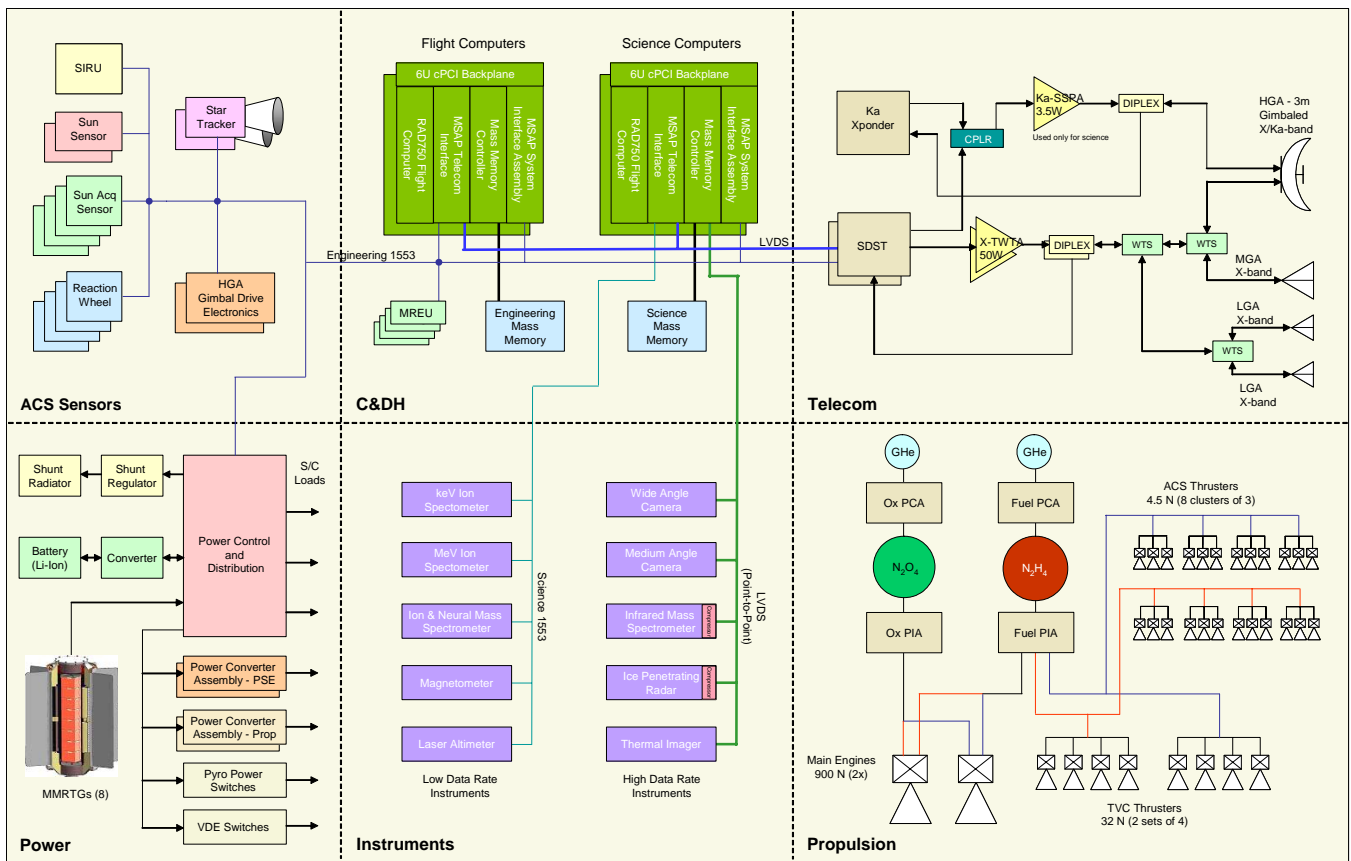 SIRU
Sun
Sensor
Star
Tracker
Sun Acq
Sensor
Reaction
Wheel
HGA
Gimbal Drive
Electronics
ACS Sensors
Flight Computers
6U cPCI Backplane
RAD750 Flight
Computer
MSAP Telecom
Interface
Mass Memory
Controller
MSAP System
Interface Assembly
Science Computers
6U cPCI Backplane
RAD750 Flight
Computer
MSAP Telecom
Interface
Mass Memory
Controller
MSAP System
Interface Assembly
LVDS
Engineering 1553
MREU
Engineering
Mass
Memory
Science
Mass
Memory
C&DH
Ka
Xponder
CPLR
Ka-SSPA
3.5W
Used only for science
DIPLEX
HGA - 3m
Gimbaled
X/Ka-band
SDST
X-TWTA
50W
DIPLEX
WTS
WTS
MGA
X-band
LGA
X-band
WTS
LGA
X-band
Telecom
Shunt
Radiator
Shunt
Regulator
S/C
Loads
Battery
(Li-Ion)
Converter
Power Control
and
Distribution
Power Converter
Assembly - PSE
Power Converter
Assembly - Prop
Pyro Power
Switches
VDE Switches
MMRTGs (8)
Power
keV Ion
Spectometer
MeV Ion
Spectrometer
Ion & Neural Mass
Spectrometer
Magnetometer
Laser Altimeter
Science 1553
Low Data Rate
Instruments
Wide Angle
Camera
Medium Angle
Camera
Infrared Mass
Spectrometer
Compressor
Ice Penetrating
Radar
Compressor
Thermal Imager
LVDS
(Point-to-Point)
High Data Rate
Instruments
Instruments
GHe
GHe
Ox PCA
Fuel PCA
N2O4
N2H4
Ox PIA
Fuel PIA
ACS Thrusters
4.5 N (8 clusters of 3)
Main Engines
900 N (2x)
TVC Thrusters
32 N (2 sets of 4)
Propulsion